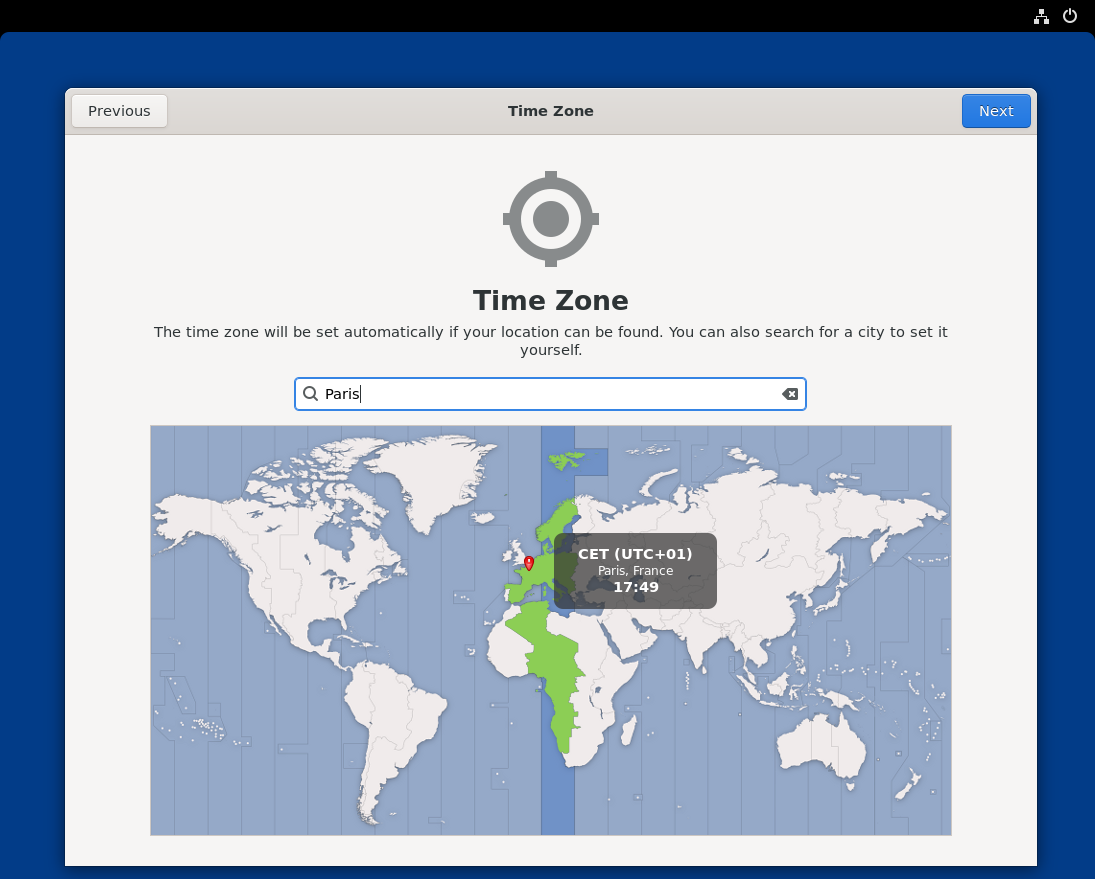 Previous
Time Zone
Next
Time Zone
The time zone will be set automatically if your location can be found. You can also search for a city to set it
yourself.
Paris
CET (UTC+01)
Paris, France
17:49